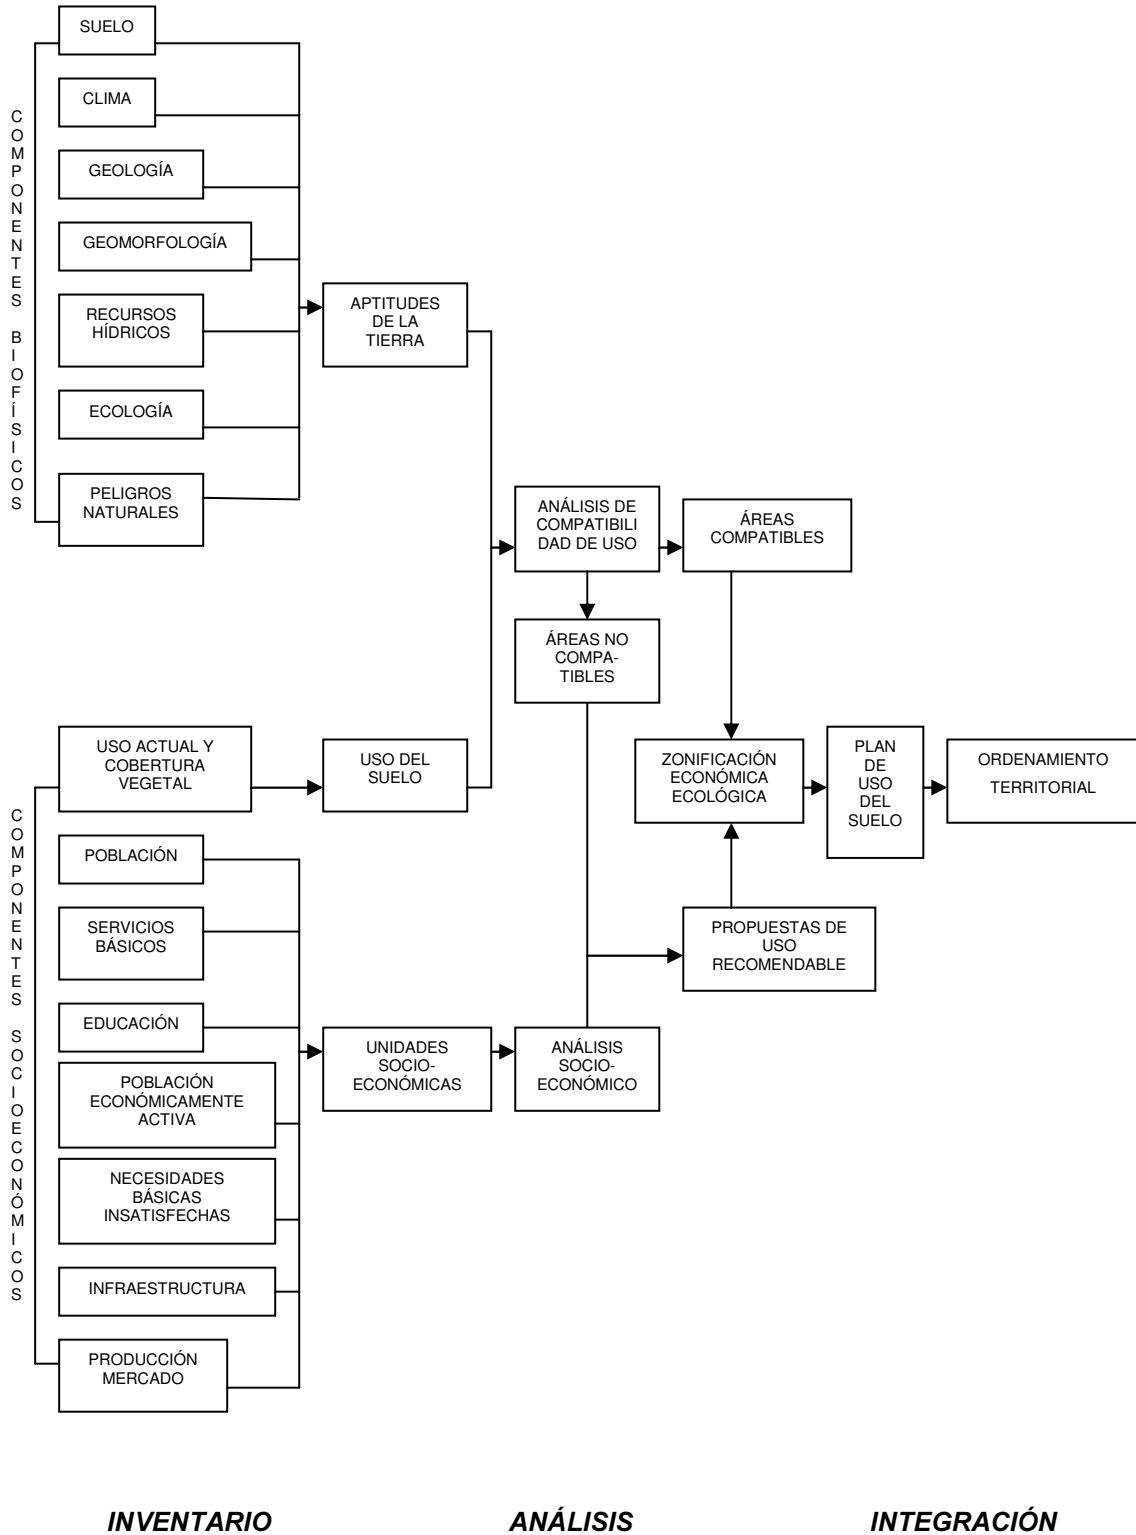 COMPONENTES BIOFÍSICOS
SUELO
CLIMA
GEOLOGÍA
GEOMORFOLOGÍA
RECURSOS
HÍDRICOS
ECOLOGÍA
PELIGROS
NATURALES
APTITUDES
DE LA
TIERRA
ANÁLISIS DE
COMPATIBILI
DAD DE USO
ÁREAS
COMPATIBLES
ÁREAS NO
COMPA-
TIBLES
COMPONENTES SOCIOECONÓMICOS
USO ACTUAL Y
COBERTURA
VEGETAL
USO DEL
SUELO
ZONIFICACIÓN
ECONÓMICA
ECOLÓGICA
PLAN
DE
USO
DEL
SUELO
ORDENAMIENTO
TERRITORIAL
POBLACIÓN
SERVICIOS
BÁSICOS
EDUCACIÓN
POBLACIÓN
ECONÓMICAMENTE
ACTIVA
NECESIDADES
BÁSICAS
INSATISFECHAS
INFRAESTRUCTURA
PRODUCCIÓN
MERCADO
UNIDADES
SOCIO-
ECONÓMICAS
ANÁLISIS
SOCIO-
ECONÓMICO
PROPUESTAS DE
USO
RECOMENDABLE
INVENTARIO
ANÁLISIS
INTEGRACIÓN